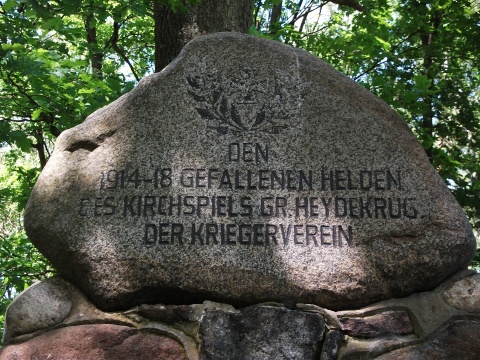 DEN
1914-18 GEFALLENEN HELDEN
DES KIRCHSPIELS GR. HEYDEKRUG
DER KRIEGERVEREIN